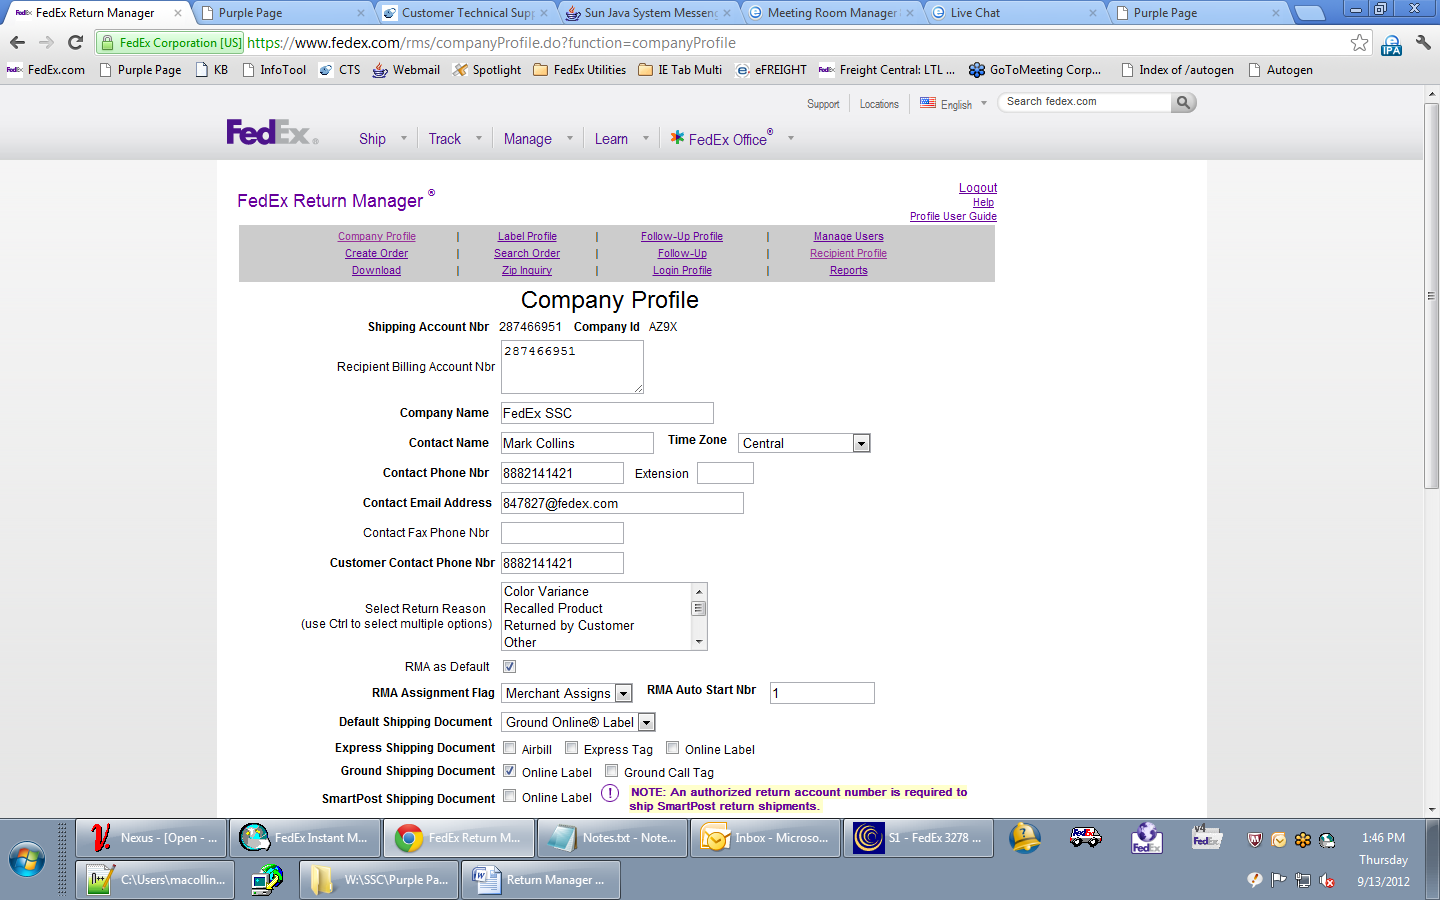 FedEx Return Manager
Purple Page
Customer Technical Supp
Sun Java System Messeng
Meeting Room Manager
Live Chat
Purple Page
FedEx Corporation [US] https://www.fedex.com/rms/companyProfile.do?function=companyProfile
IPA
FedEx.com Purple Page KB InfoTool CTS Webmail Spotlight FedEx Utilities IE Tab Multi eFREIGHT Freight Central: LTL ... GoToMeeting Corp... Index of /autogen Autogen
Support Locations English Search fedex.com
FedEx® Ship Track Manage Learn FedEx Office®
FedEx Return Manager ®
Logout
Help
Profile User Guide
Company Profile | Label Profile | Follow-Up Profile | Manage Users
Create Order | Search Order | Follow-Up | Recipient Profile
Download | Zip Inquiry | Login Profile | Reports
Company Profile
Shipping Account Nbr 287466951 Company Id AZ9X
Recipient Billing Account Nbr 287466951
Company Name FedEx SSC
Contact Name Mark Collins Time Zone Central
Contact Phone Nbr 8882141421 Extension
Contact Email Address 847827@fedex.com
Contact Fax Phone Nbr
Customer Contact Phone Nbr 8882141421
Select Return Reason
(use Ctrl to select multiple options)
Color Variance
Recalled Product
Returned by Customer
Other
RMA as Default
RMA Assignment Flag Merchant Assigns RMA Auto Start Nbr 1
Default Shipping Document Ground Online® Label
Express Shipping Document Airbill Express Tag Online Label
Ground Shipping Document Online Label Ground Call Tag
SmartPost Shipping Document Online Label ! NOTE: An authorized return account number is required to
ship SmartPost return shipments.
Nexus - [Open - ... FedEx Instant M... FedEx Return M... Notes.txt - Note... Inbox - Microso... S1 - FedEx 3278 ... 1:46 PM
Thursday
C:\Users\macollin... W:\SSC\Purple Pa... Return Manager ... 9/13/2012